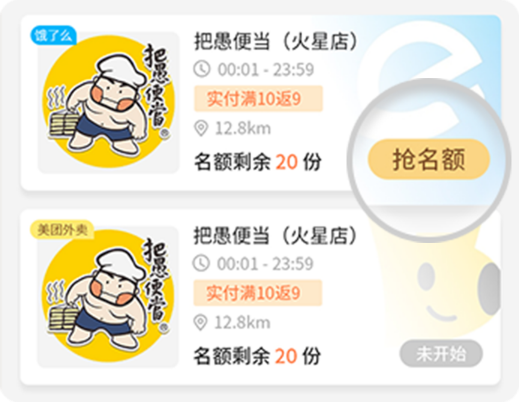 饿了么
把愚便当（火星店）
00:01 - 23:59
实付满10返9
12.8km
名额剩余 20 份
抢名额
把愚便當
美团外卖
把愚便当（火星店）
00:01 - 23:59
实付满10返9
12.8km
名额剩余 20 份
未开始
把愚便當